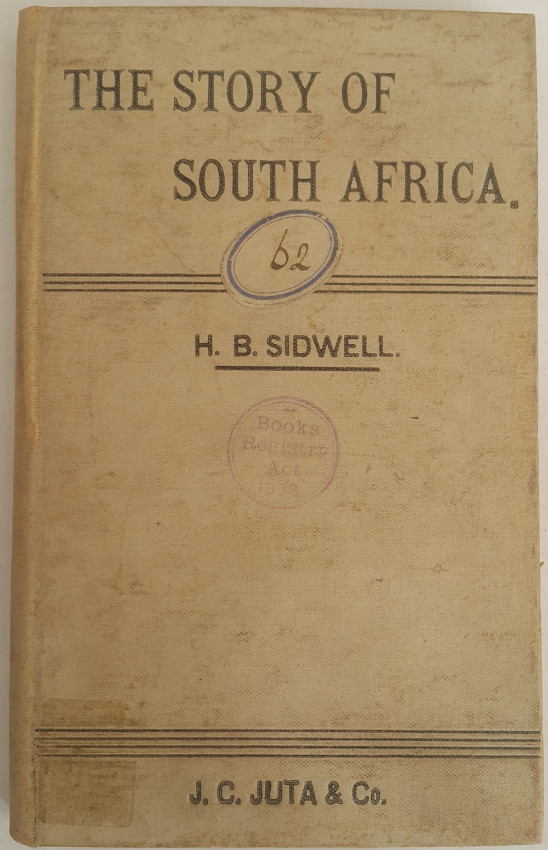 THE STORY OF
SOUTH AFRICA.
62
H. B. SIDWELL.
Books
Registry
Act
J. C. JUTA & Co.